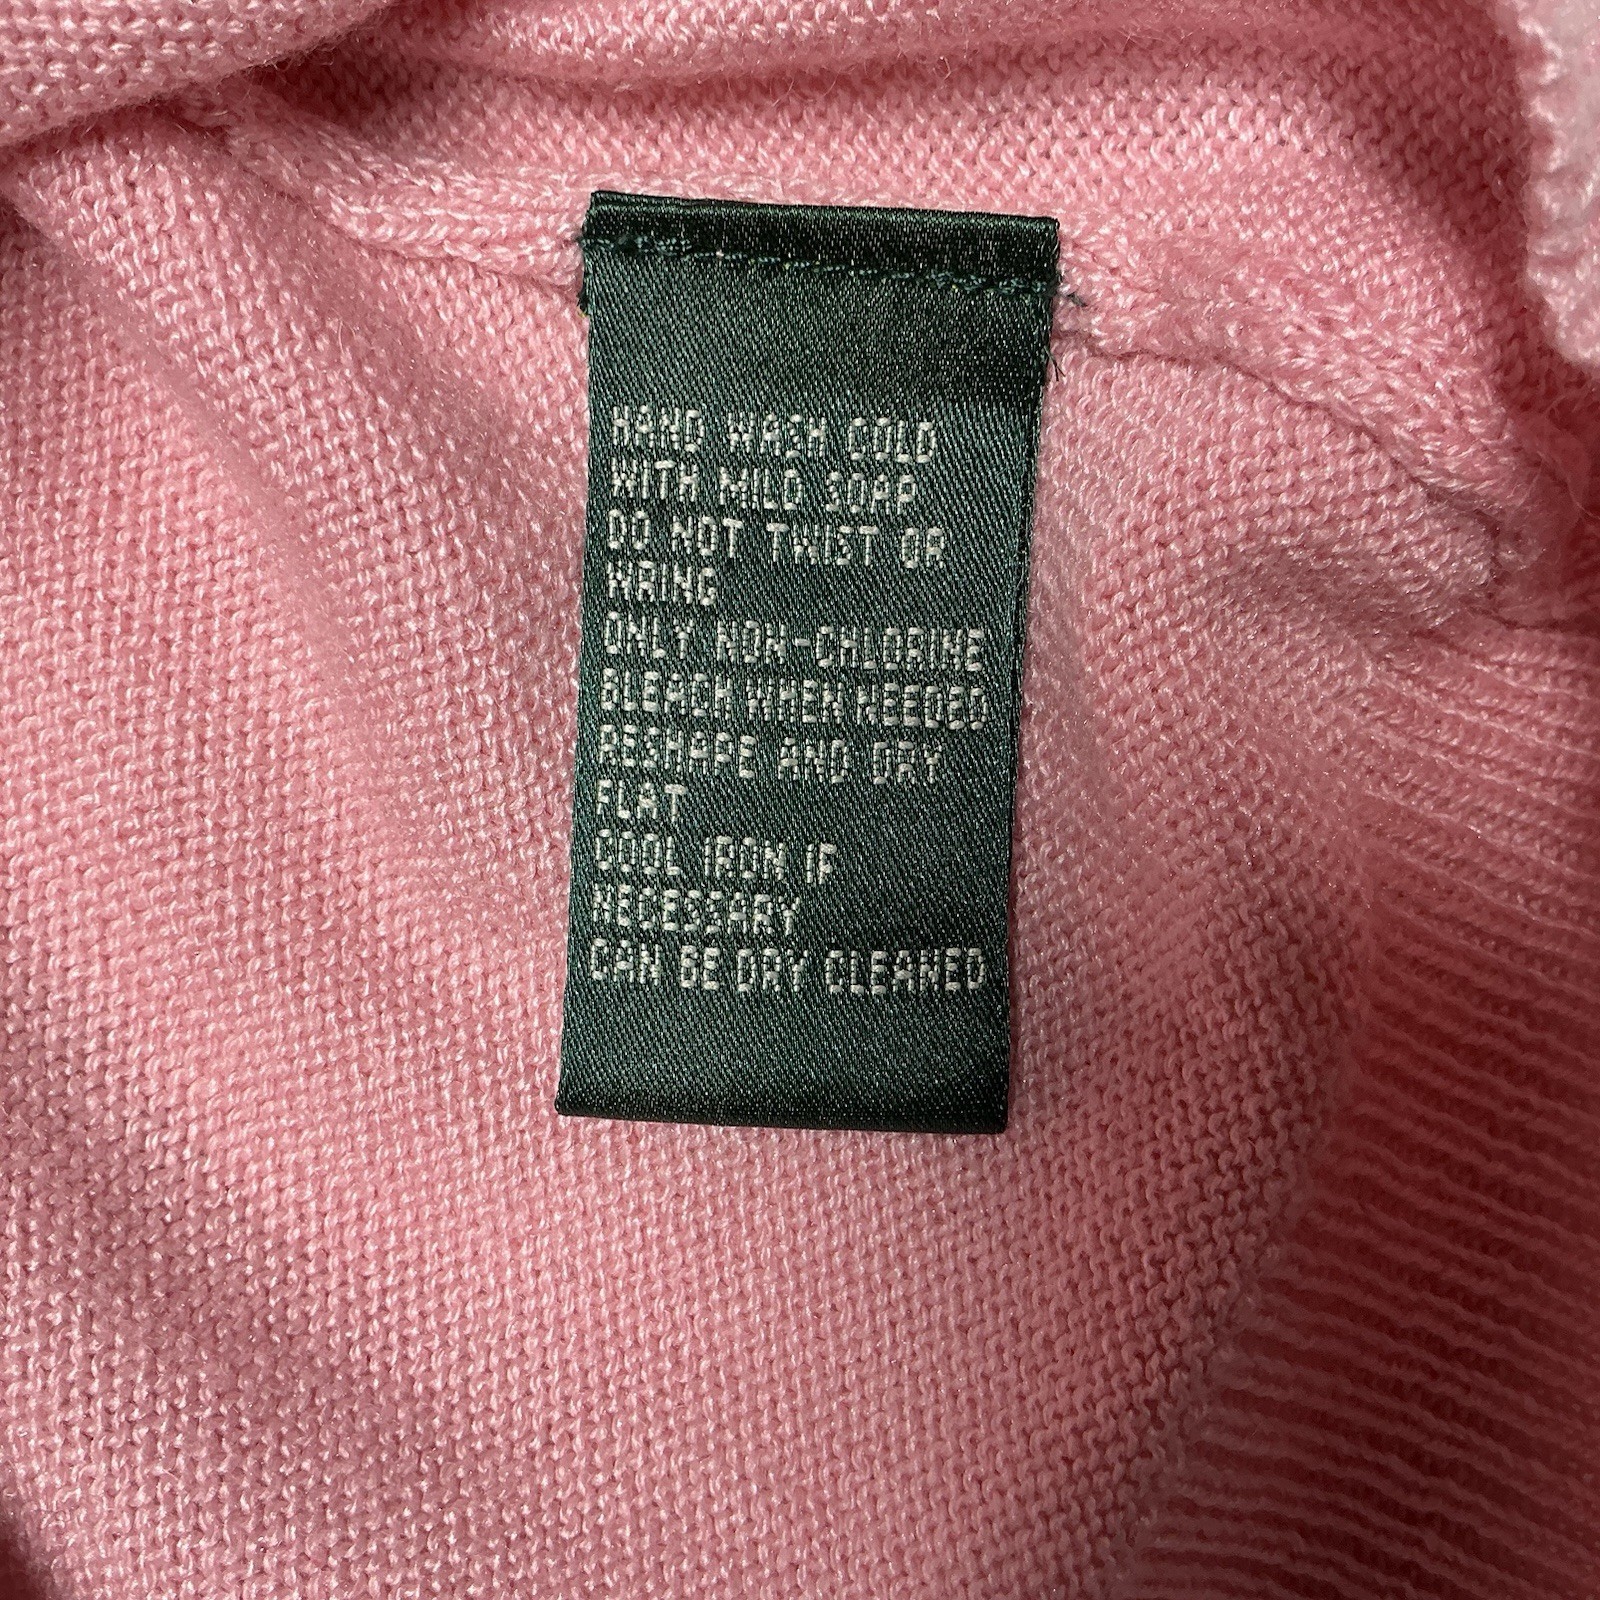 HAND WASH COLD
WITH MILD SOAP
DO NOT TWIST OR
WRING
ONLY NON-CHLORINE
BLEACH WHEN NEEDED
RESHAPE AND DRY
FLAT
COOL IRON IF
NECESSARY
CAN BE DRY CLEANED